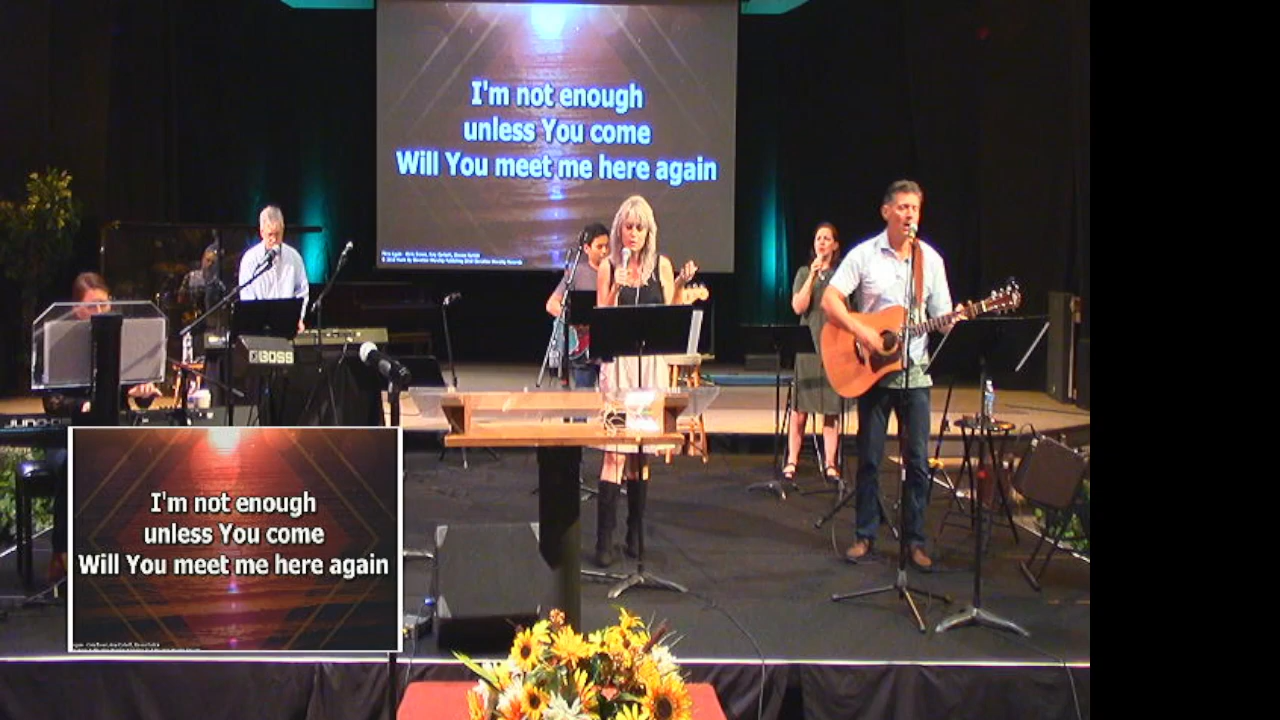 I'm not enough
unless You come
Will You meet me here again
BOSS
JUNO-
I'm not enough
unless You come
Will You meet me here again